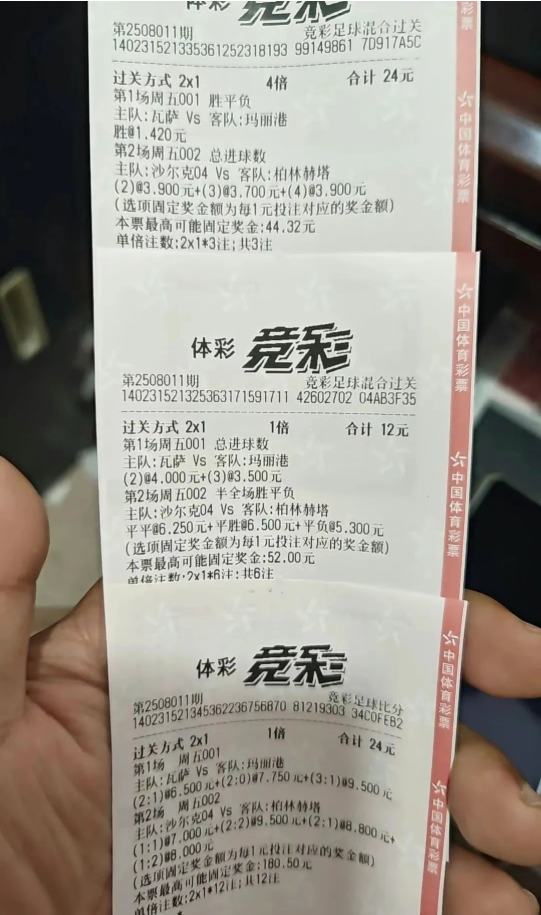 体彩 竞彩
第2508011期 竞彩足球混合过关
140231521335361252318193 99149861 7D917A5C
过关方式 2x1 4倍 合计 24元
第1场周五001 胜平负
主队:瓦萨 Vs 客队:玛丽港
胜@1.420元
第2场周五002 总进球数
主队:沙尔克04 Vs 客队:柏林赫塔
(2)@3.900元+(3)@3.700元+(4)@3.900元
(选项固定奖金额为每1元投注对应的奖金额)
本票最高可能固定奖金:44.32元
单倍注数:2x1*3注;共3注
彩票
中国体育彩票
体彩 竞彩
第2508011期 竞彩足球混合过关
140231521325363171591711 42602702 04AB3F35
过关方式 2x1 1倍 合计 12元
第1场周五001 总进球数
主队:瓦萨 Vs 客队:玛丽港
(2)@4.000元+(3)@3.500元
第2场周五002 半全场胜平负
主队:沙尔克04 Vs 客队:柏林赫塔
平平@6.250元+平胜@6.500元+平负@5.300元
(选项固定奖金额为每1元投注对应的奖金额)
本票最高可能固定奖金:52.00元
单倍注数:2x1*6注;共6注
中国体育彩票
中国体育彩票
体彩 竞彩
第2508011期 竞彩足球比分
140231521345362236756870 81219303 34C0FEB2
过关方式 2x1 1倍 合计 24元
第1场 周五001
主队:瓦萨 Vs 客队:玛丽港
(2:1)@6.500元+(2:0)@7.750元+(3:1)@9.500元
第2场 周五002
主队:沙尔克04 Vs 客队:柏林赫塔
(1:1)@7.000元+(2:2)@9.500元+(2:1)@8.800元+
(1:2)@8.000元
(选项固定奖金额为每1元投注对应的奖金额)
本票最高可能固定奖金:180.50元
单倍注数:2x1*12注;共12注
中国体育彩票
中国体育彩票